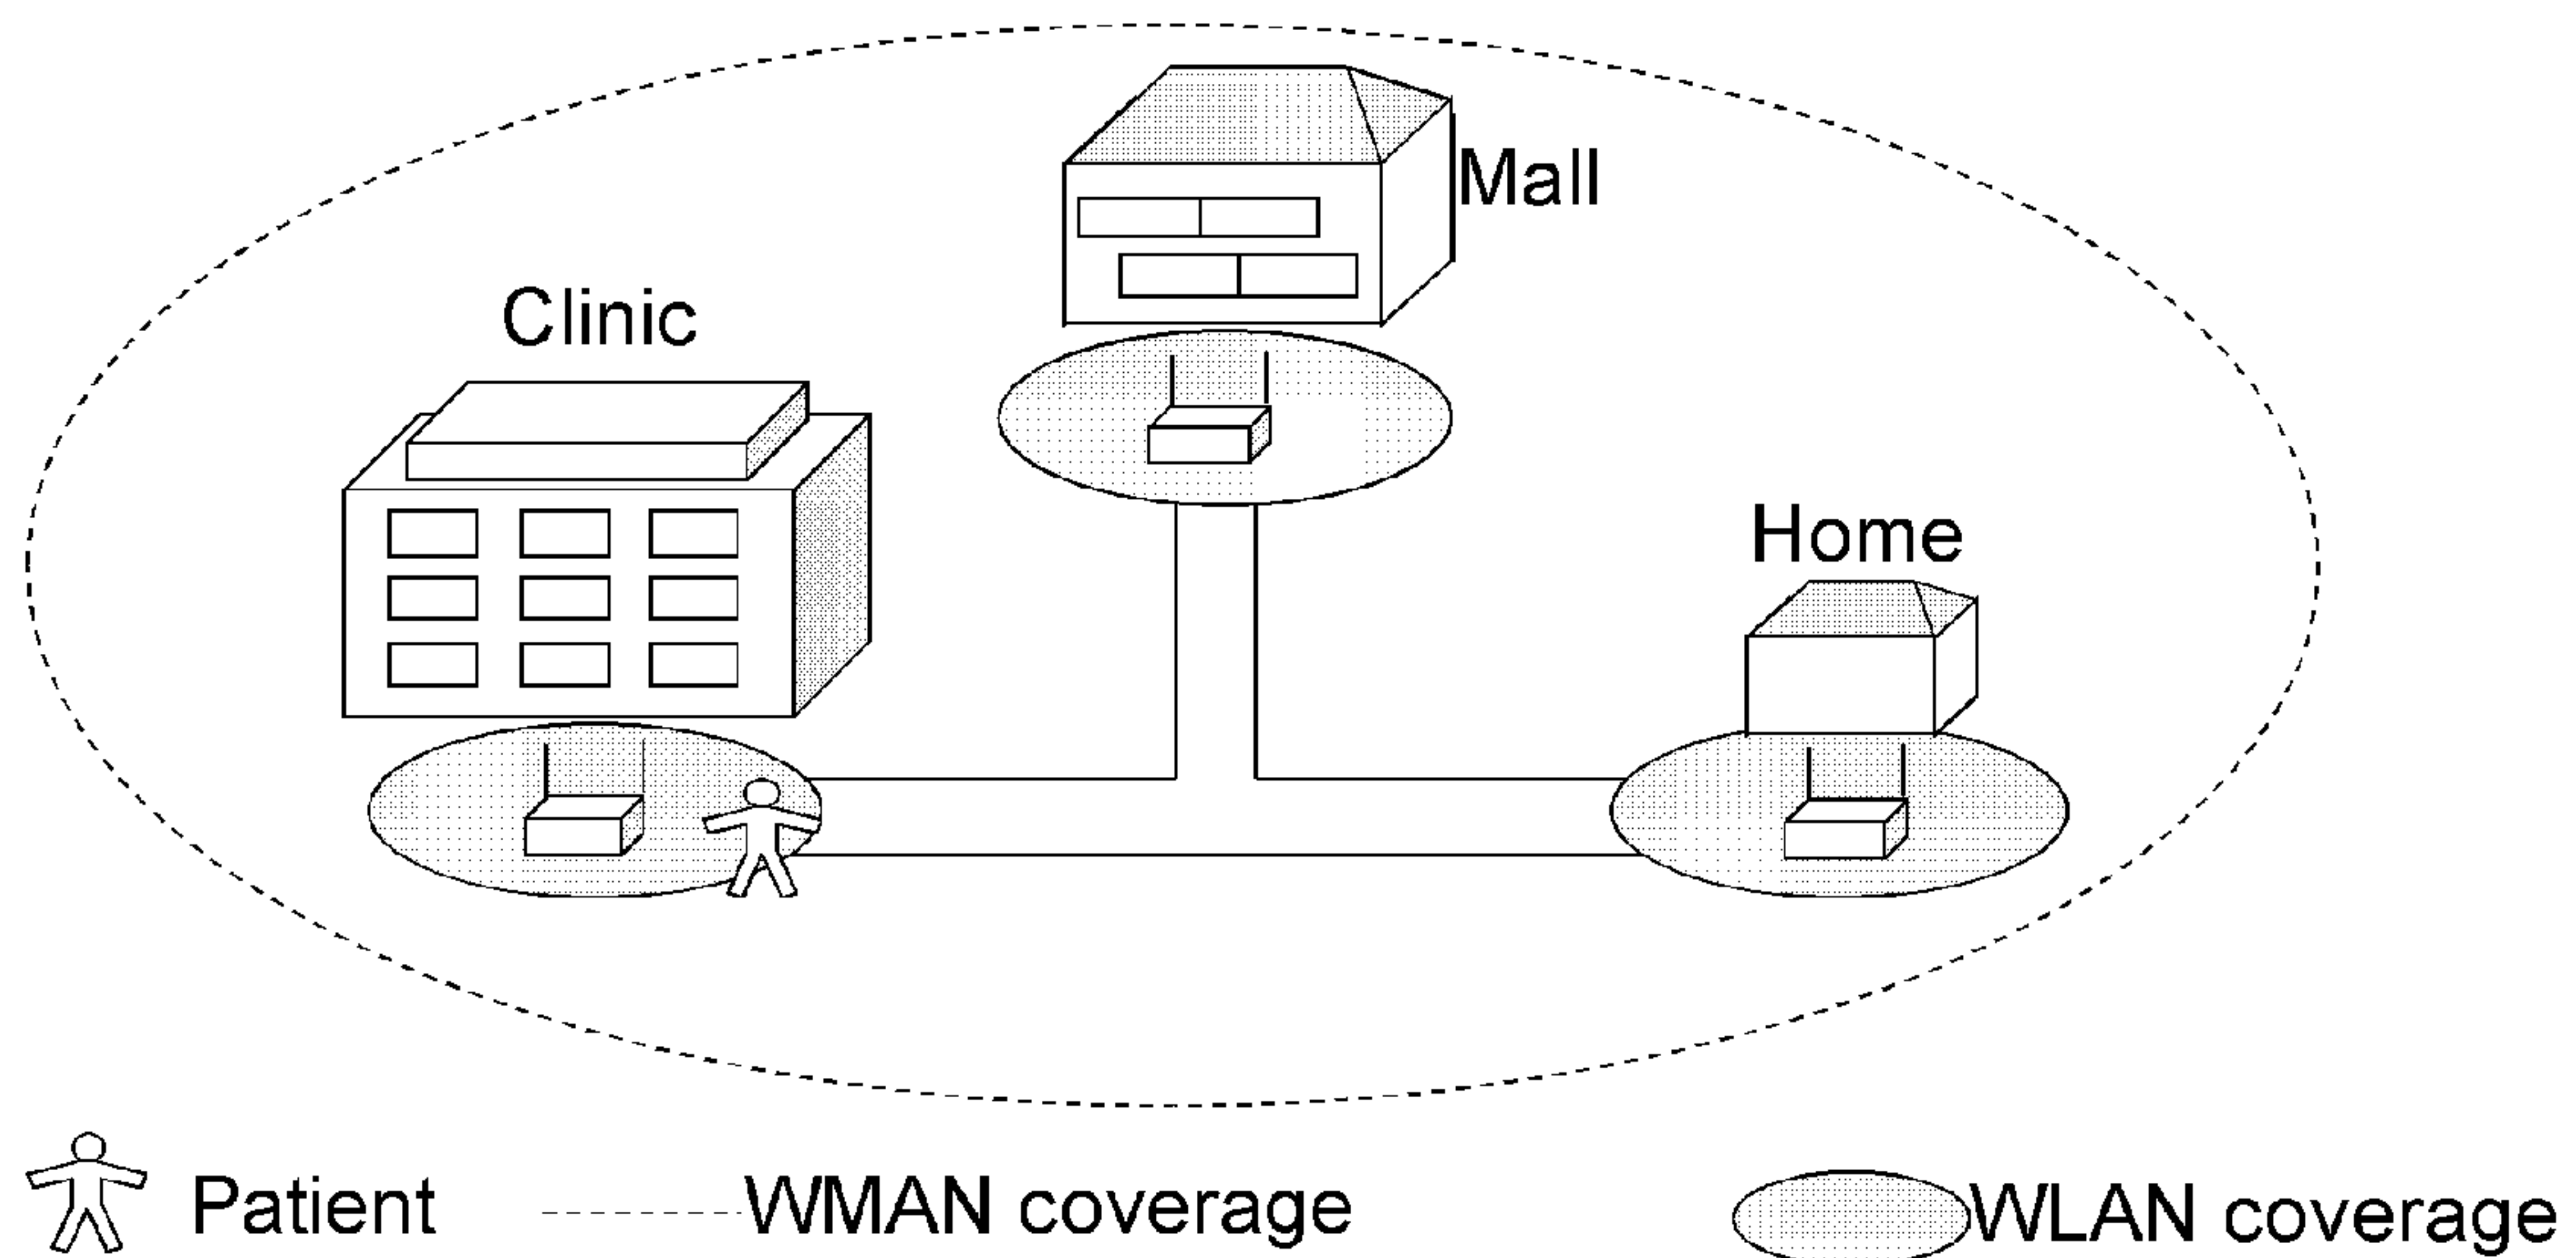 Mall
Clinic
Home
Patient
WMAN coverage
WLAN coverage